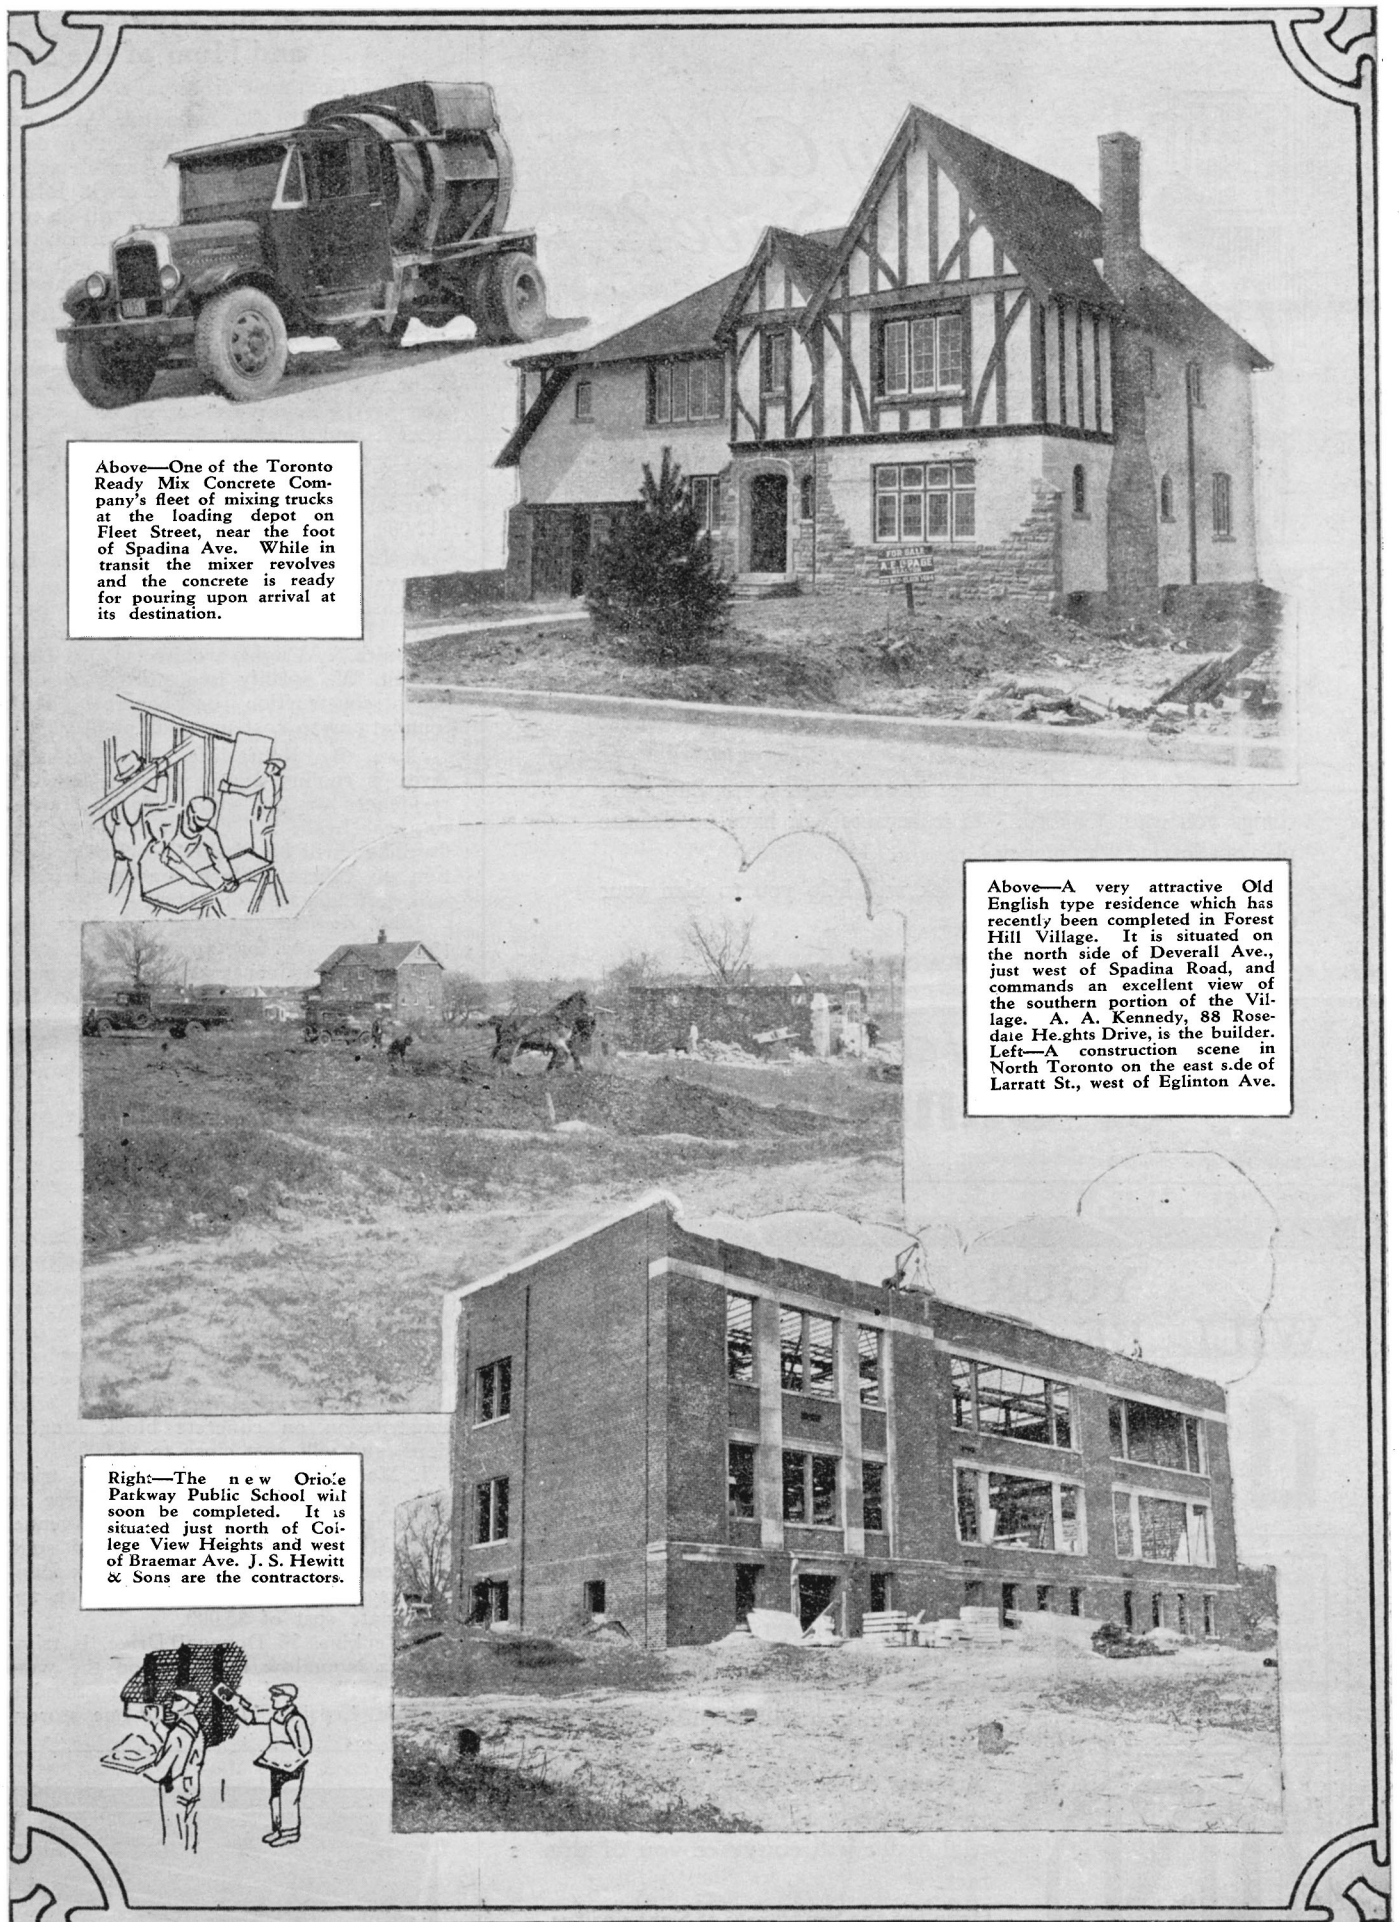 Above—One of the Toronto
Ready Mix Concrete Com-
pany's fleet of mixing trucks
at the loading depot on
Fleet Street, near the foot
of Spadina Ave. While in
transit the mixer revolves
and the concrete is ready
for pouring upon arrival at
its destination.
FOR SALE
A.E. LePAGE
Above—A very attractive Old
English type residence which has
recently been completed in Forest
Hill Village. It is situated on
the north side of Deverall Ave.,
just west of Spadina Road, and
commands an excellent view of
the southern portion of the Vil-
lage. A. A. Kennedy, 88 Rose-
dale He.ghts Drive, is the builder.
Left—A construction scene in
North Toronto on the east s.de of
Larratt St., west of Eglinton Ave.
Right—The new Oriole
Parkway Public School will
soon be completed. It is
situated just north of Col-
lege View Heights and west
of Braemar Ave. J. S. Hewitt
& Sons are the contractors.